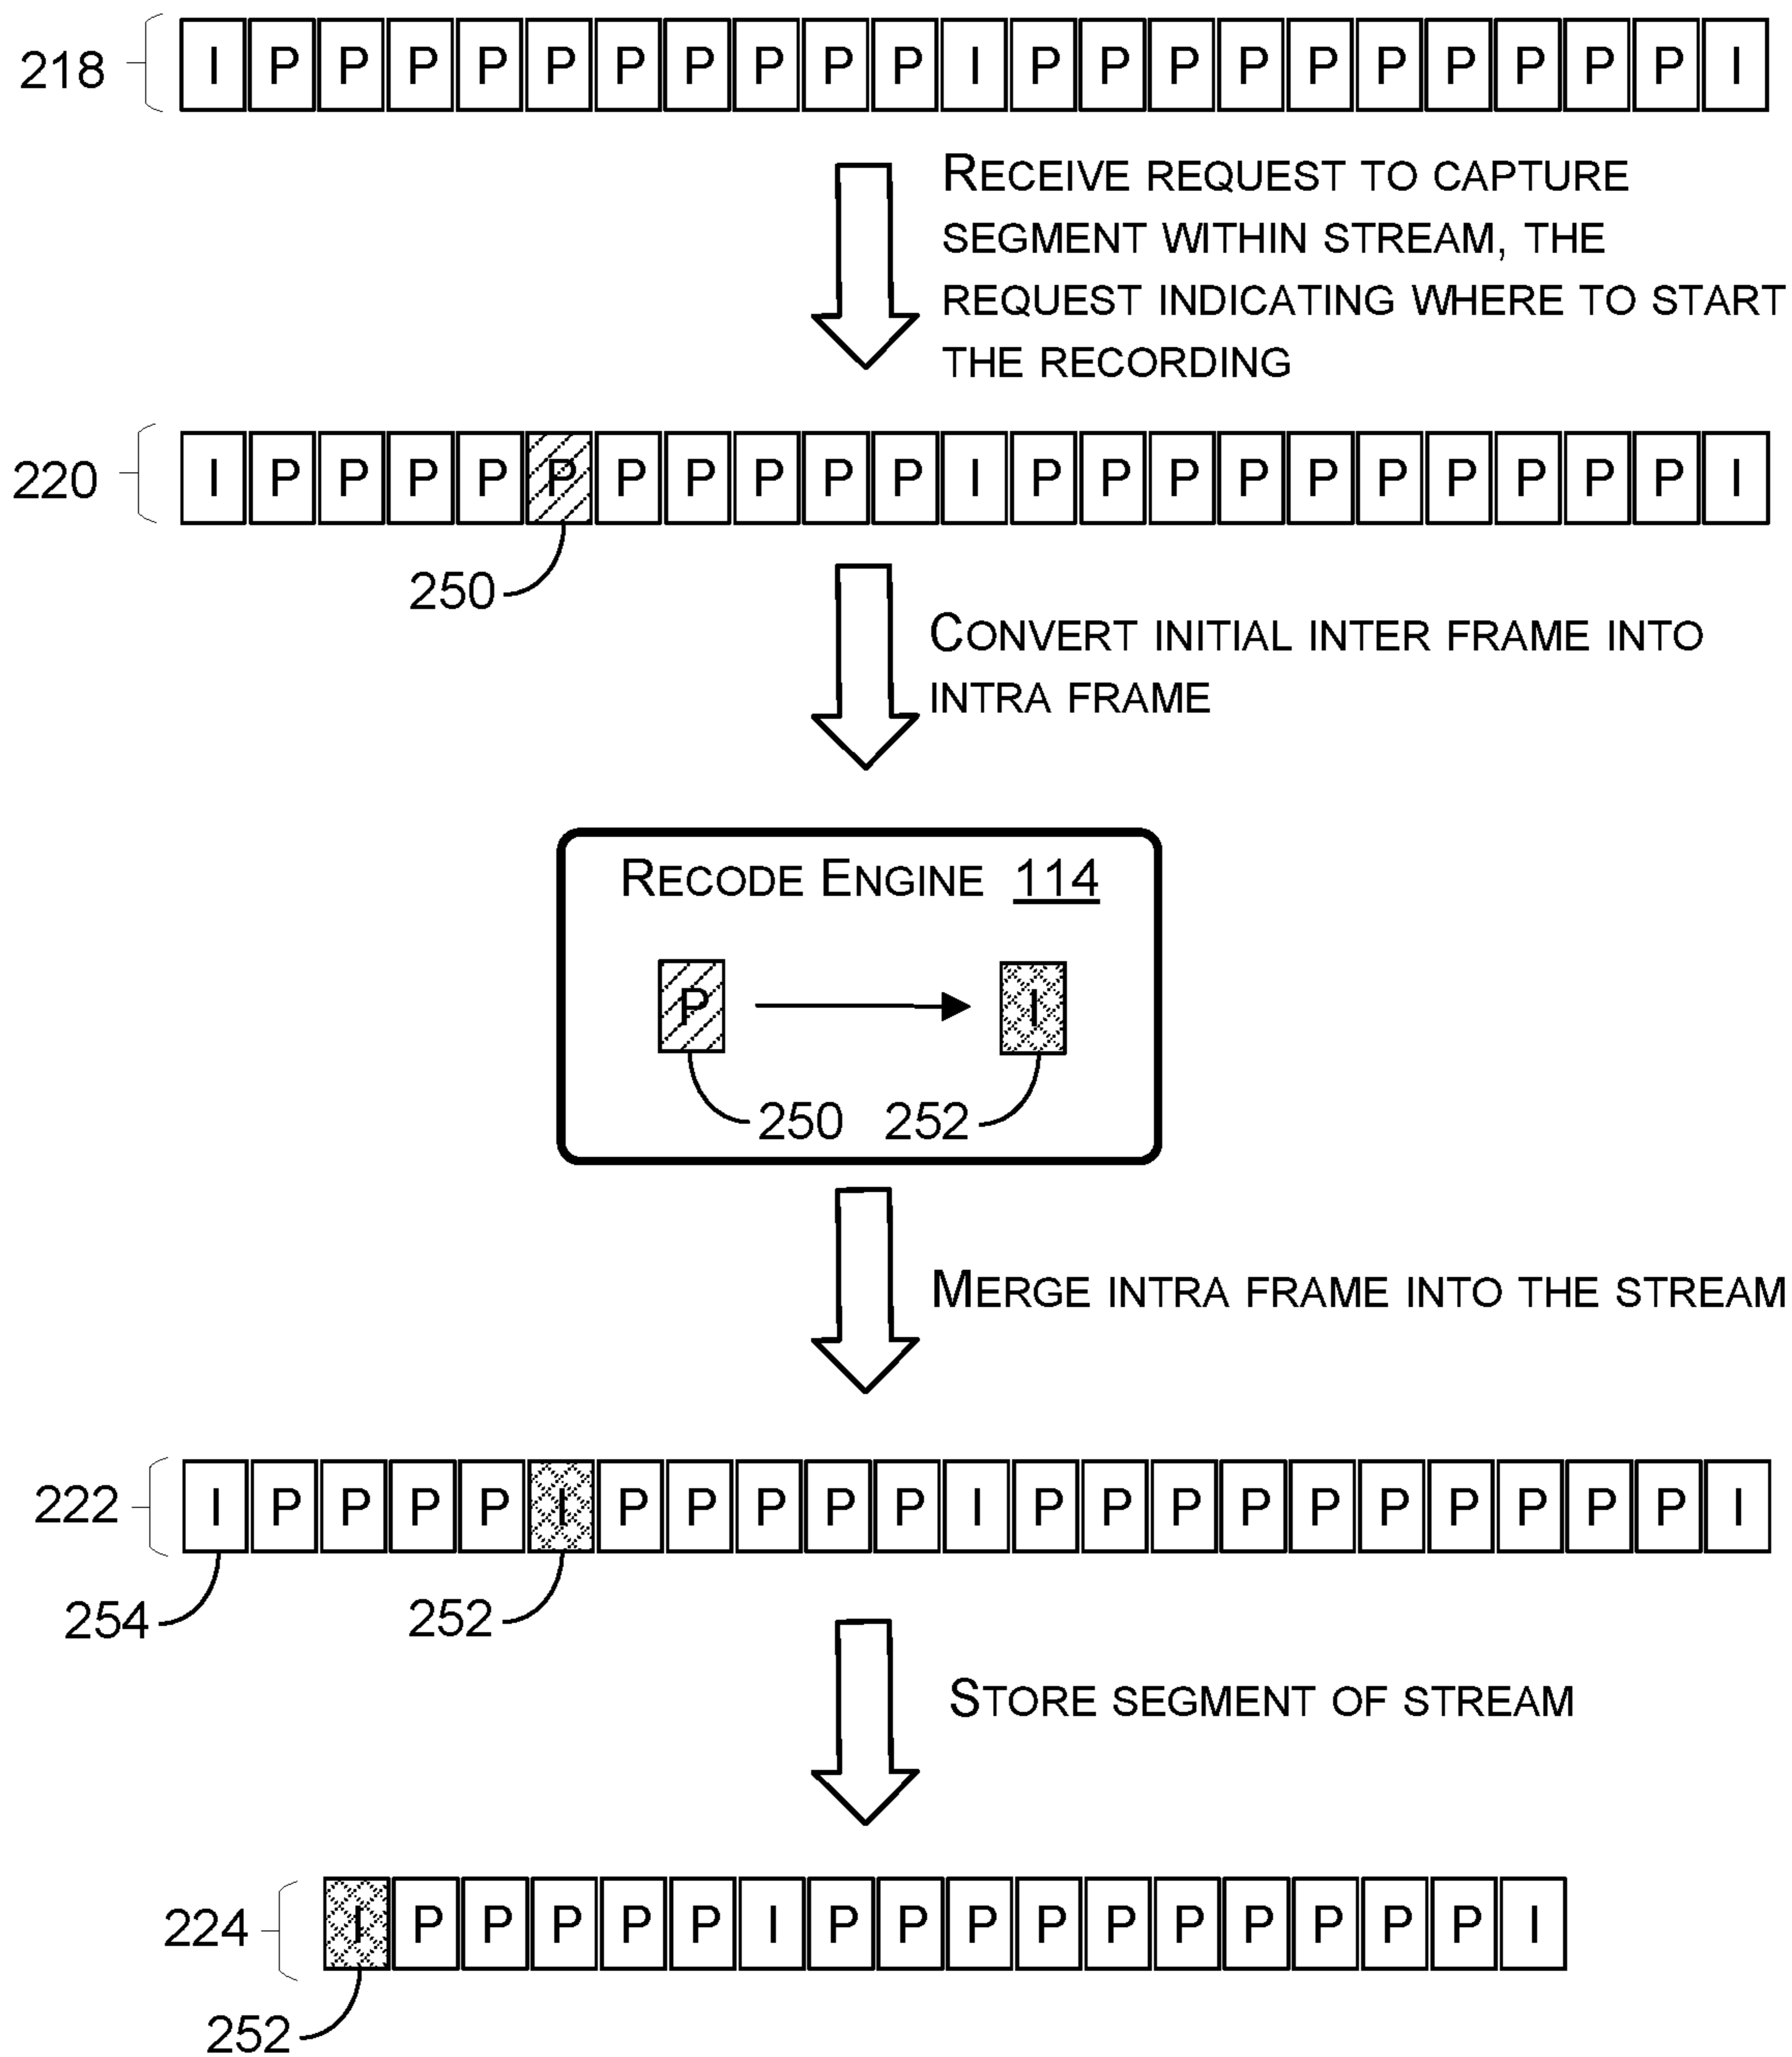 218 I P P P P P P P P P P I P P P P P P P P P P I
RECEIVE REQUEST TO CAPTURE
SEGMENT WITHIN STREAM, THE
REQUEST INDICATING WHERE TO START
THE RECORDING
220 I P P P P P P P P P P I P P P P P P P P P P I
250
CONVERT INITIAL INTER FRAME INTO
INTRA FRAME
RECODE ENGINE 114
P I
250 252
MERGE INTRA FRAME INTO THE STREAM
222 I P P P P I P P P P P I P P P P P P P P P P I
254 252
STORE SEGMENT OF STREAM
224 I P P P P P I P P P P P P P P P P I
252